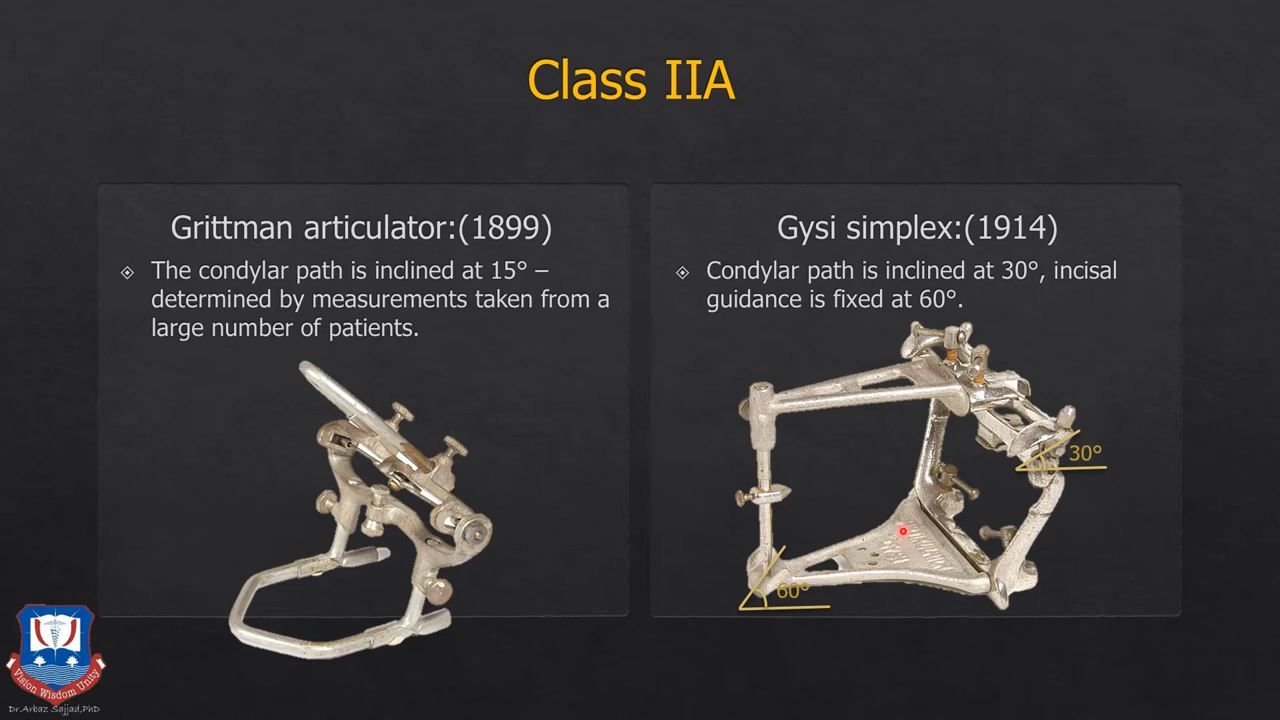 Class IIA
Grittman articulator:(1899)
The condylar path is inclined at 15° –
determined by measurements taken from a
large number of patients.
Gysi simplex:(1914)
Condylar path is inclined at 30°, incisal
guidance is fixed at 60°.
30°
60°
Vision Wisdom Unity
Dr.Arbaz Sajjad,PhD